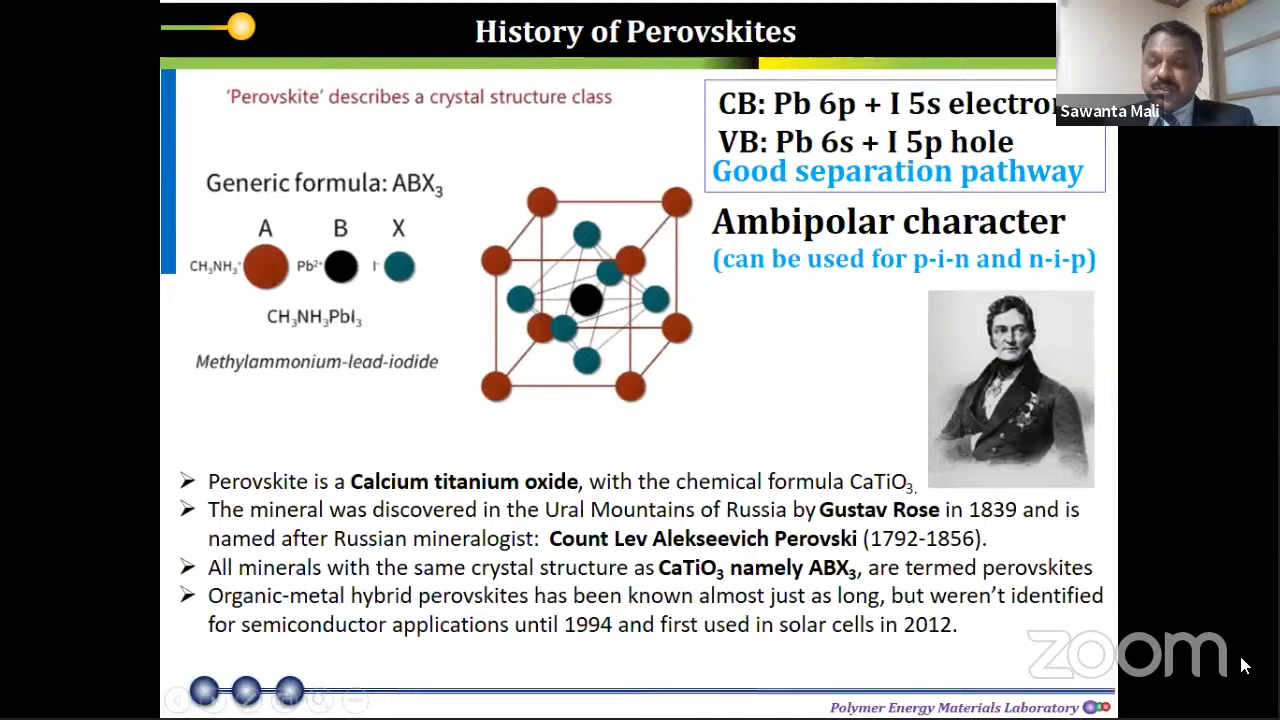 History of Perovskites
'Perovskite' describes a crystal structure class
Generic formula: ABX₃
A B X
CH₃NH₃⁺ Pb²⁺ I⁻
CH₃NH₃PbI₃
Methylammonium-lead-iodide
CB: Pb 6p + I 5s
VB: Pb 6s + I 5p hole
Good separation pathway
Ambipolar character
(can be used for p-i-n and n-i-p)
Sawanta Mali
➢ Perovskite is a Calcium titanium oxide, with the chemical formula CaTiO₃.
➢ The mineral was discovered in the Ural Mountains of Russia by Gustav Rose in 1839 and is
named after Russian mineralogist: Count Lev Alekseevich Perovski (1792-1856).
➢ All minerals with the same crystal structure as CaTiO₃ namely ABX₃, are termed perovskites
➢ Organic-metal hybrid perovskites has been known almost just as long, but weren't identified
for semiconductor applications until 1994 and first used in solar cells in 2012.
zoom
Polymer Energy Materials Laboratory